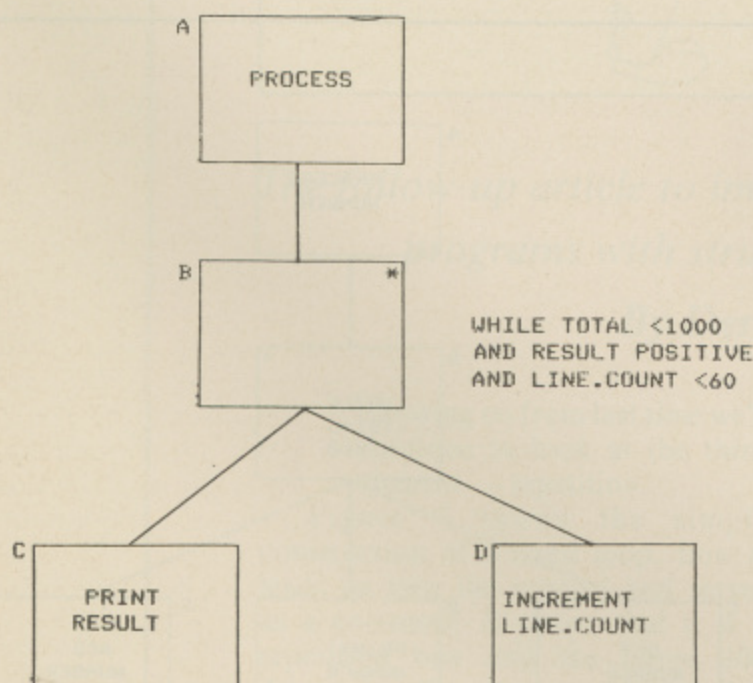 A
PROCESS
B
*
WHILE TOTAL <1000
AND RESULT POSITIVE
AND LINE.COUNT <60
C
PRINT
RESULT
D
INCREMENT
LINE.COUNT